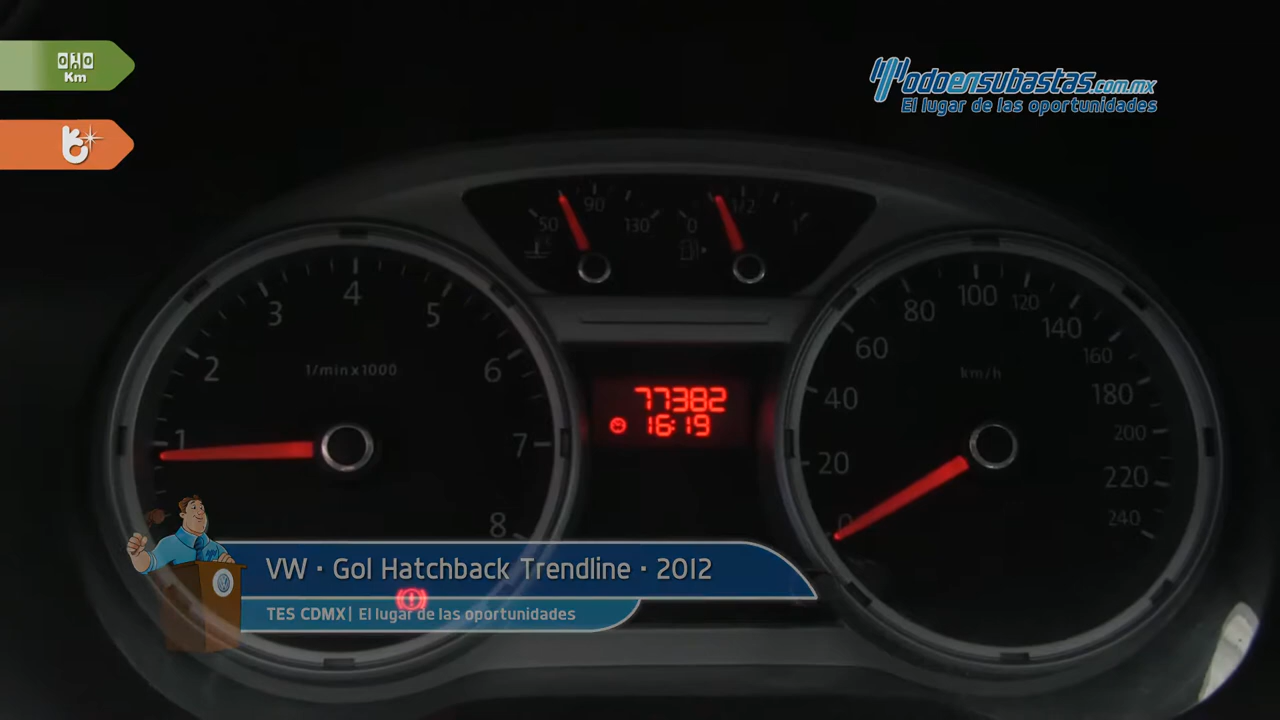 010
Km
Todoensubastas.com.mx
El lugar de las oportunidades
50 90 130
0 1/2 1
1 2 3 4 5 6 7 8
1/min x 1000
77382
16:19
0 20 40 60 80 100 120 140 160 180 200 220 240
km/h
VW • Gol Hatchback Trendline • 2012
TES CDMX| El lugar de las oportunidades